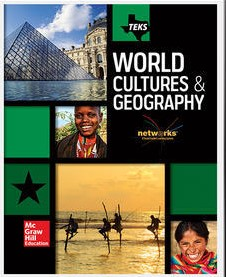 TEKS
WORLD
CULTURES &
GEOGRAPHY
networks
Mc
Graw
Hill
Education